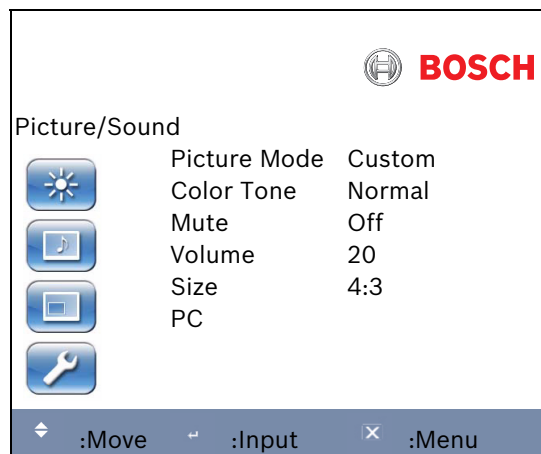 BOSCH
Picture/Sound
Picture Mode Custom
Color Tone Normal
Mute Off
Volume 20
Size 4:3
PC
:Move :Input :Menu